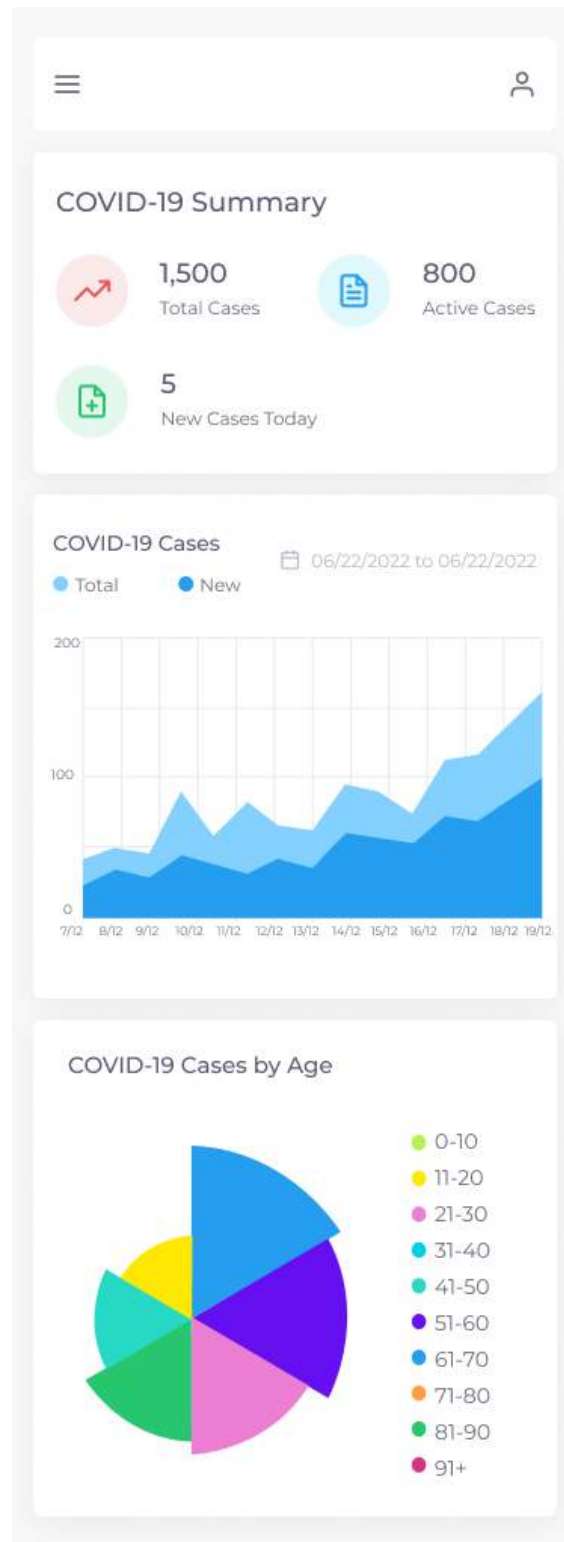 COVID-19 Summary
1,500
Total Cases
800
Active Cases
5
New Cases Today
COVID-19 Cases
06/22/2022 to 06/22/2022
Total
New
200
100
0
7/12 8/12 9/12 10/12 11/12 12/12 13/12 14/12 15/12 16/12 17/12 18/12 19/12
COVID-19 Cases by Age
0-10
11-20
21-30
31-40
41-50
51-60
61-70
71-80
81-90
91+